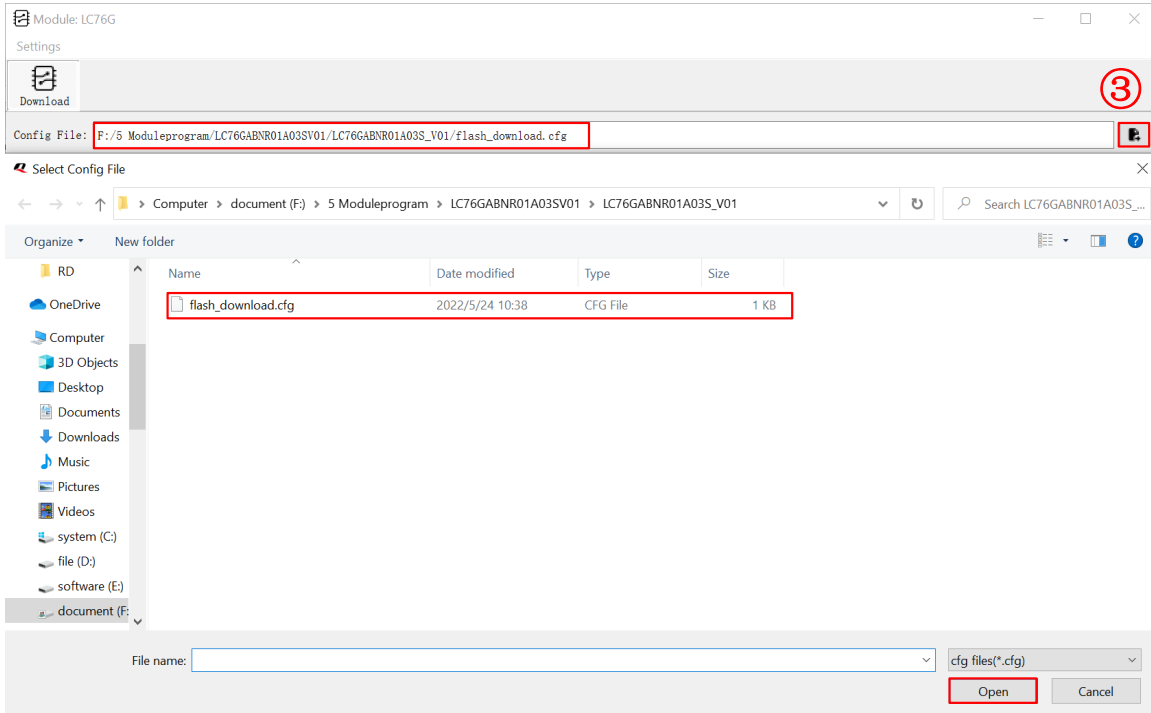 Module: LC76G
Settings
Download
③
Config File: F:/5 Moduleprogram/LC76GABNR01A03SV01/LC76GABNR01A03S_V01/flash_download.cfg
Select Config File
Computer > document (F:) > 5 Moduleprogram > LC76GABNR01A03SV01 > LC76GABNR01A03S_V01
Search LC76GABNR01A03S_...
Organize New folder
?
RD
Name Date modified Type Size
OneDrive
flash_download.cfg 2022/5/24 10:38 CFG File 1 KB
Computer
3D Objects
Desktop
Documents
Downloads
Music
Pictures
Videos
system (C:)
file (D:)
software (E:)
document (F:
File name: cfg files(*.cfg)
Open Cancel